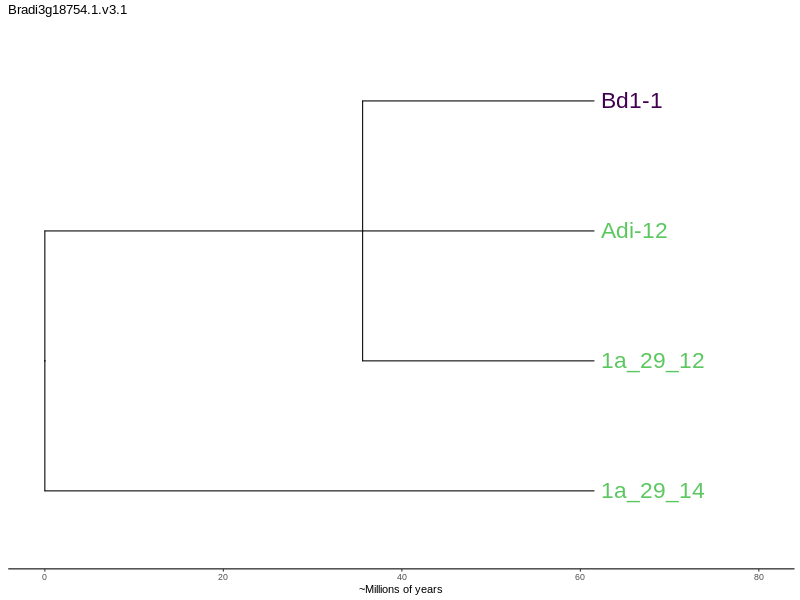 Bradi3g18754.1.v3.1
Bd1-1
Adi-12
1a_29_12
1a_29_14
0 20 40 60 80
~Millions of years